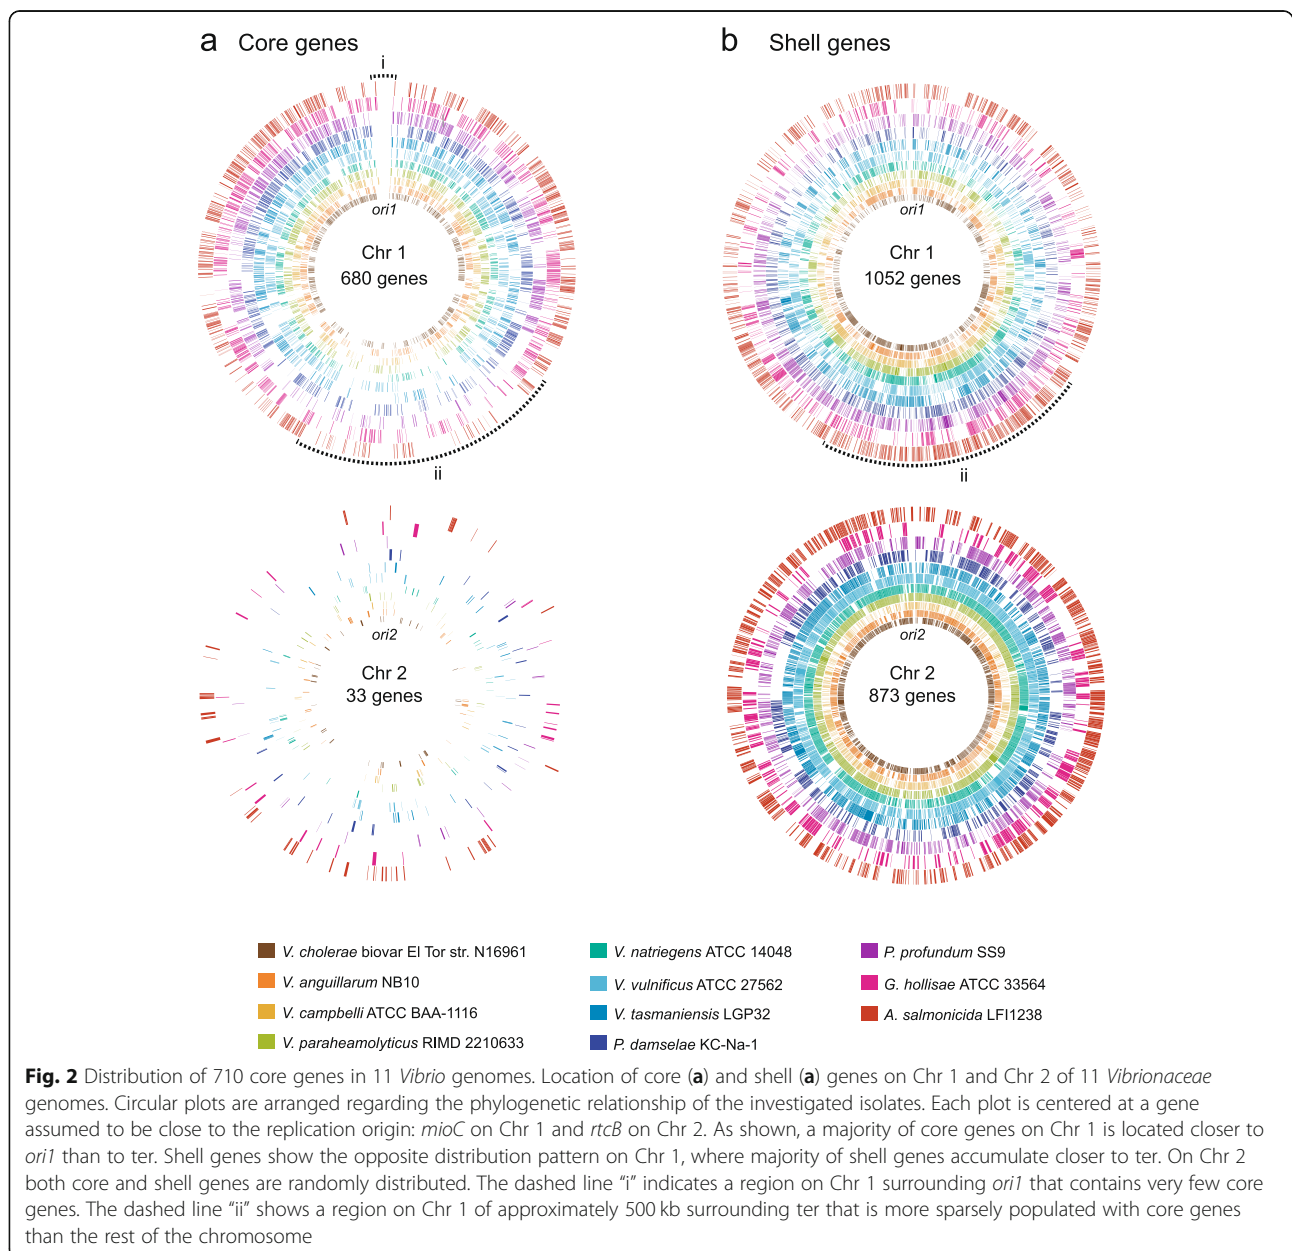 a Core genes
b Shell genes
i
ori1
Chr 1
680 genes
ii
ori1
Chr 1
1052 genes
ii
ori2
Chr 2
33 genes
ori2
Chr 2
873 genes
V. cholerae biovar El Tor str. N16961
V. anguillarum NB10
V. campbelli ATCC BAA-1116
V. paraheamolyticus RIMD 2210633
V. natriegens ATCC 14048
V. vulnificus ATCC 27562
V. tasmaniensis LGP32
P. damselae KC-Na-1
P. profundum SS9
G. hollisae ATCC 33564
A. salmonicida LFI1238
Fig. 2 Distribution of 710 core genes in 11 Vibrio genomes. Location of core (a) and shell (a) genes on Chr 1 and Chr 2 of 11 Vibrionaceae
genomes. Circular plots are arranged regarding the phylogenetic relationship of the investigated isolates. Each plot is centered at a gene
assumed to be close to the replication origin: mioC on Chr 1 and rtcB on Chr 2. As shown, a majority of core genes on Chr 1 is located closer to
ori1 than to ter. Shell genes show the opposite distribution pattern on Chr 1, where majority of shell genes accumulate closer to ter. On Chr 2
both core and shell genes are randomly distributed. The dashed line “i” indicates a region on Chr 1 surrounding ori1 that contains very few core
genes. The dashed line “ii” shows a region on Chr 1 of approximately 500 kb surrounding ter that is more sparsely populated with core genes
than the rest of the chromosome